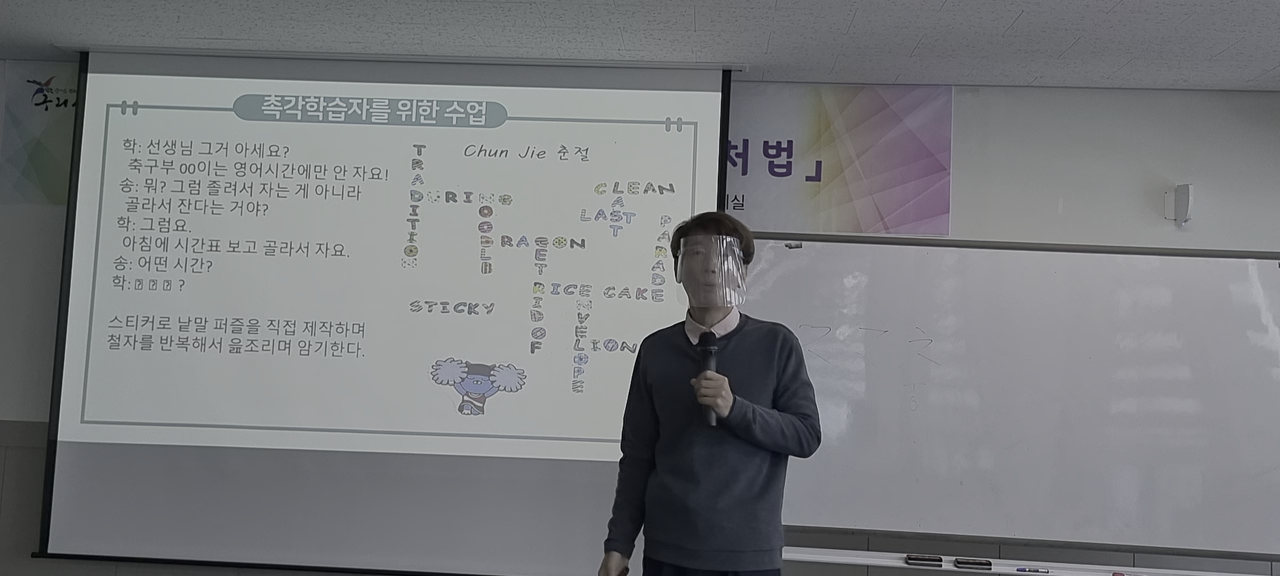 구리시
촉각학습자를 위한 수업
학: 선생님 그거 아세요?
축구부 00이는 영어시간에만 안 자요!
송: 뭐? 그럼 졸려서 자는 게 아니라
골라서 잔다는 거야?
학: 그럼요.
아침에 시간표 보고 골라서 자요.
송: 어떤 시간?
학: ?
스티커로 낱말 퍼즐을 직접 제작하며
철자를 반복해서 읊조리며 암기한다.
Chun Jie 춘절
TRADITION
DURING
CLEAN
LAST
PARADE
DRAGON
GET
RICE CAKE
STICKY
RID OF
LION
처법」
실